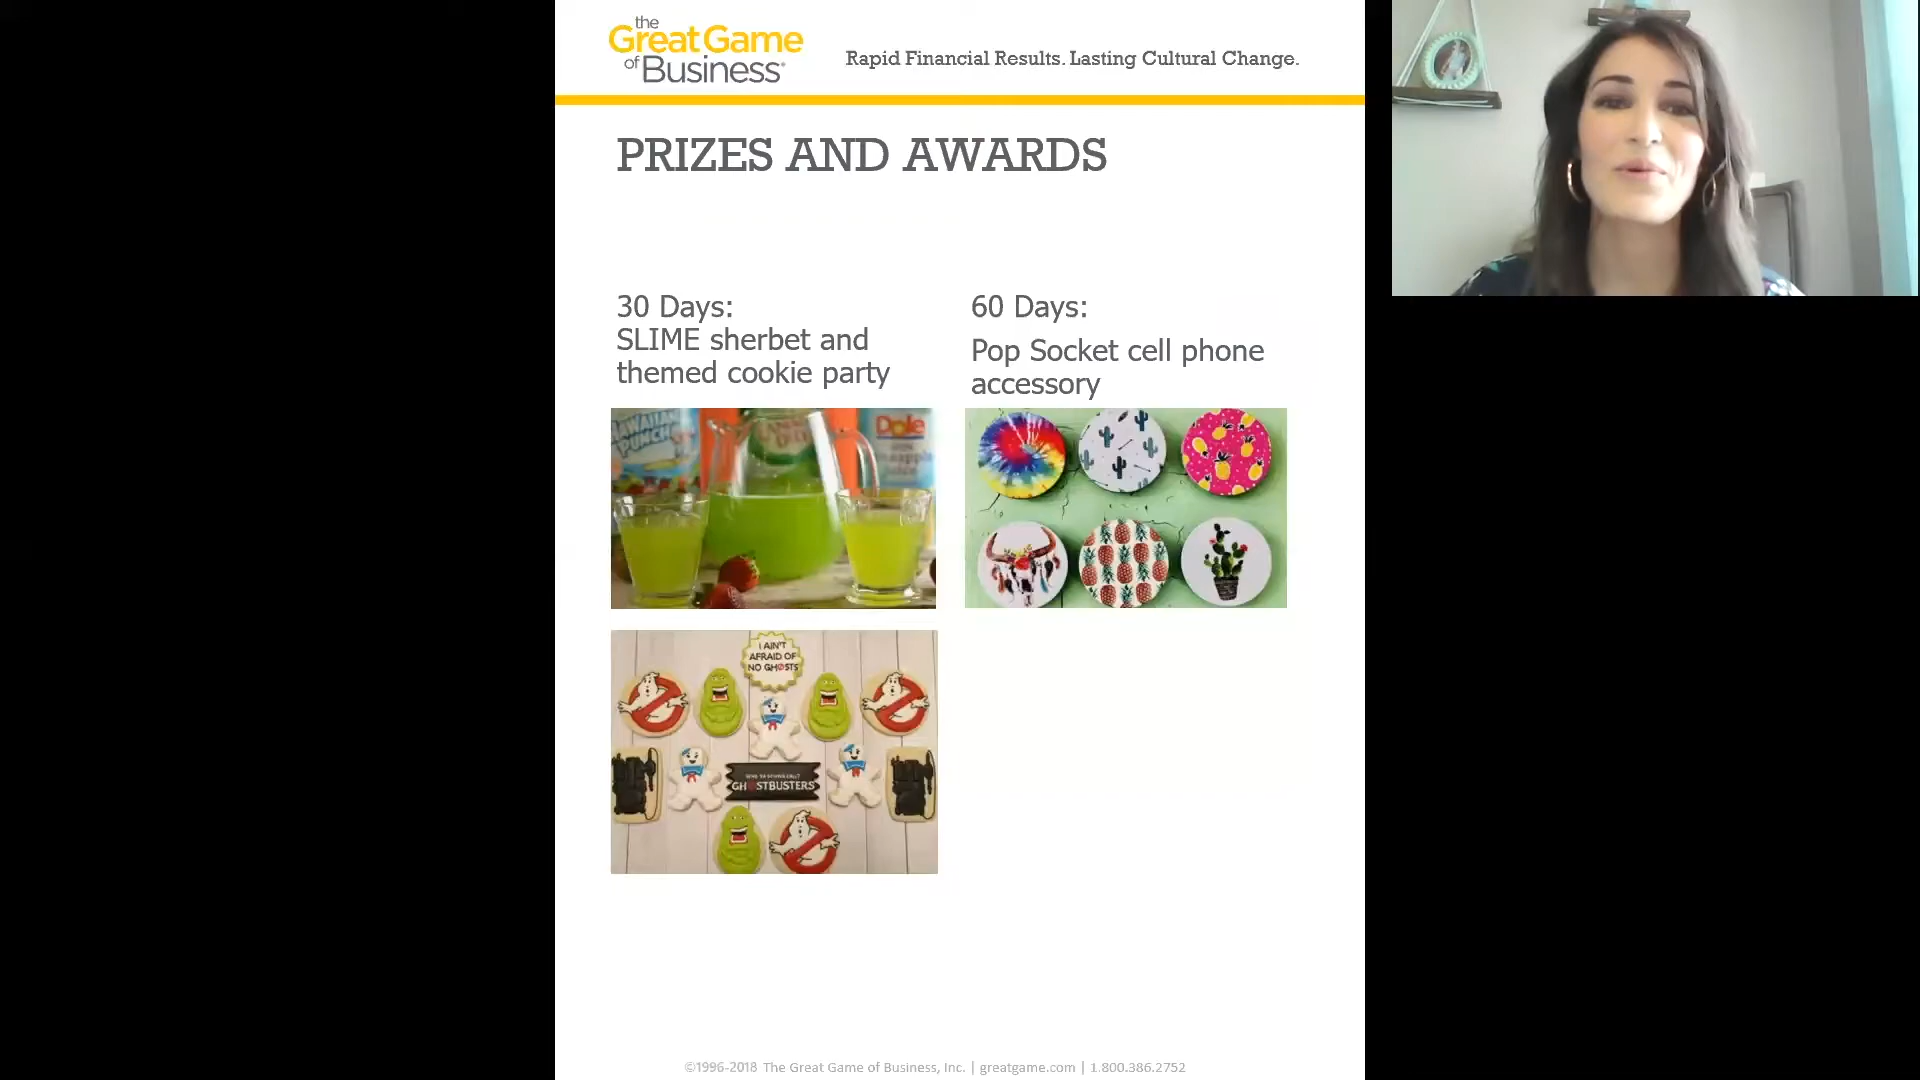 the
Great Game
of Business
Rapid Financial Results. Lasting Cultural Change.
PRIZES AND AWARDS
30 Days:
SLIME sherbet and
themed cookie party
60 Days:
Pop Socket cell phone
accessory
HAWAIIAN
PUNCH
Dole
I AIN'T
AFRAID OF
NO GHOSTS
GHOSTBUSTERS
©1996-2018 The Great Game of Business, Inc. | greatgame.com | 1.800.386.2752